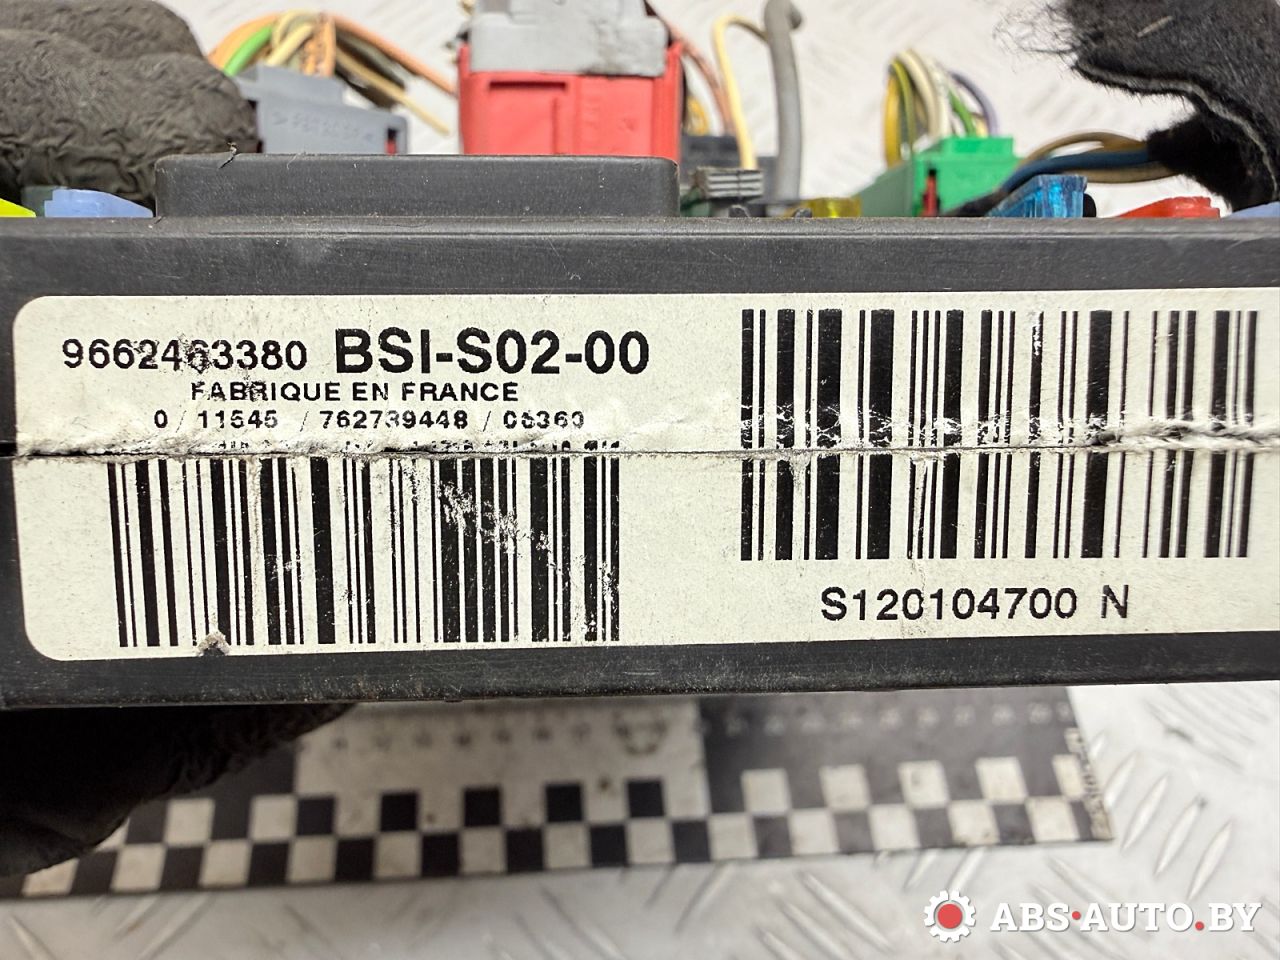 9662463380 BSI-S02-00
FABRIQUE EN FRANCE
0 / 11545 / 762739448 / 06360
S120104700 N
ABS-AUTO.BY